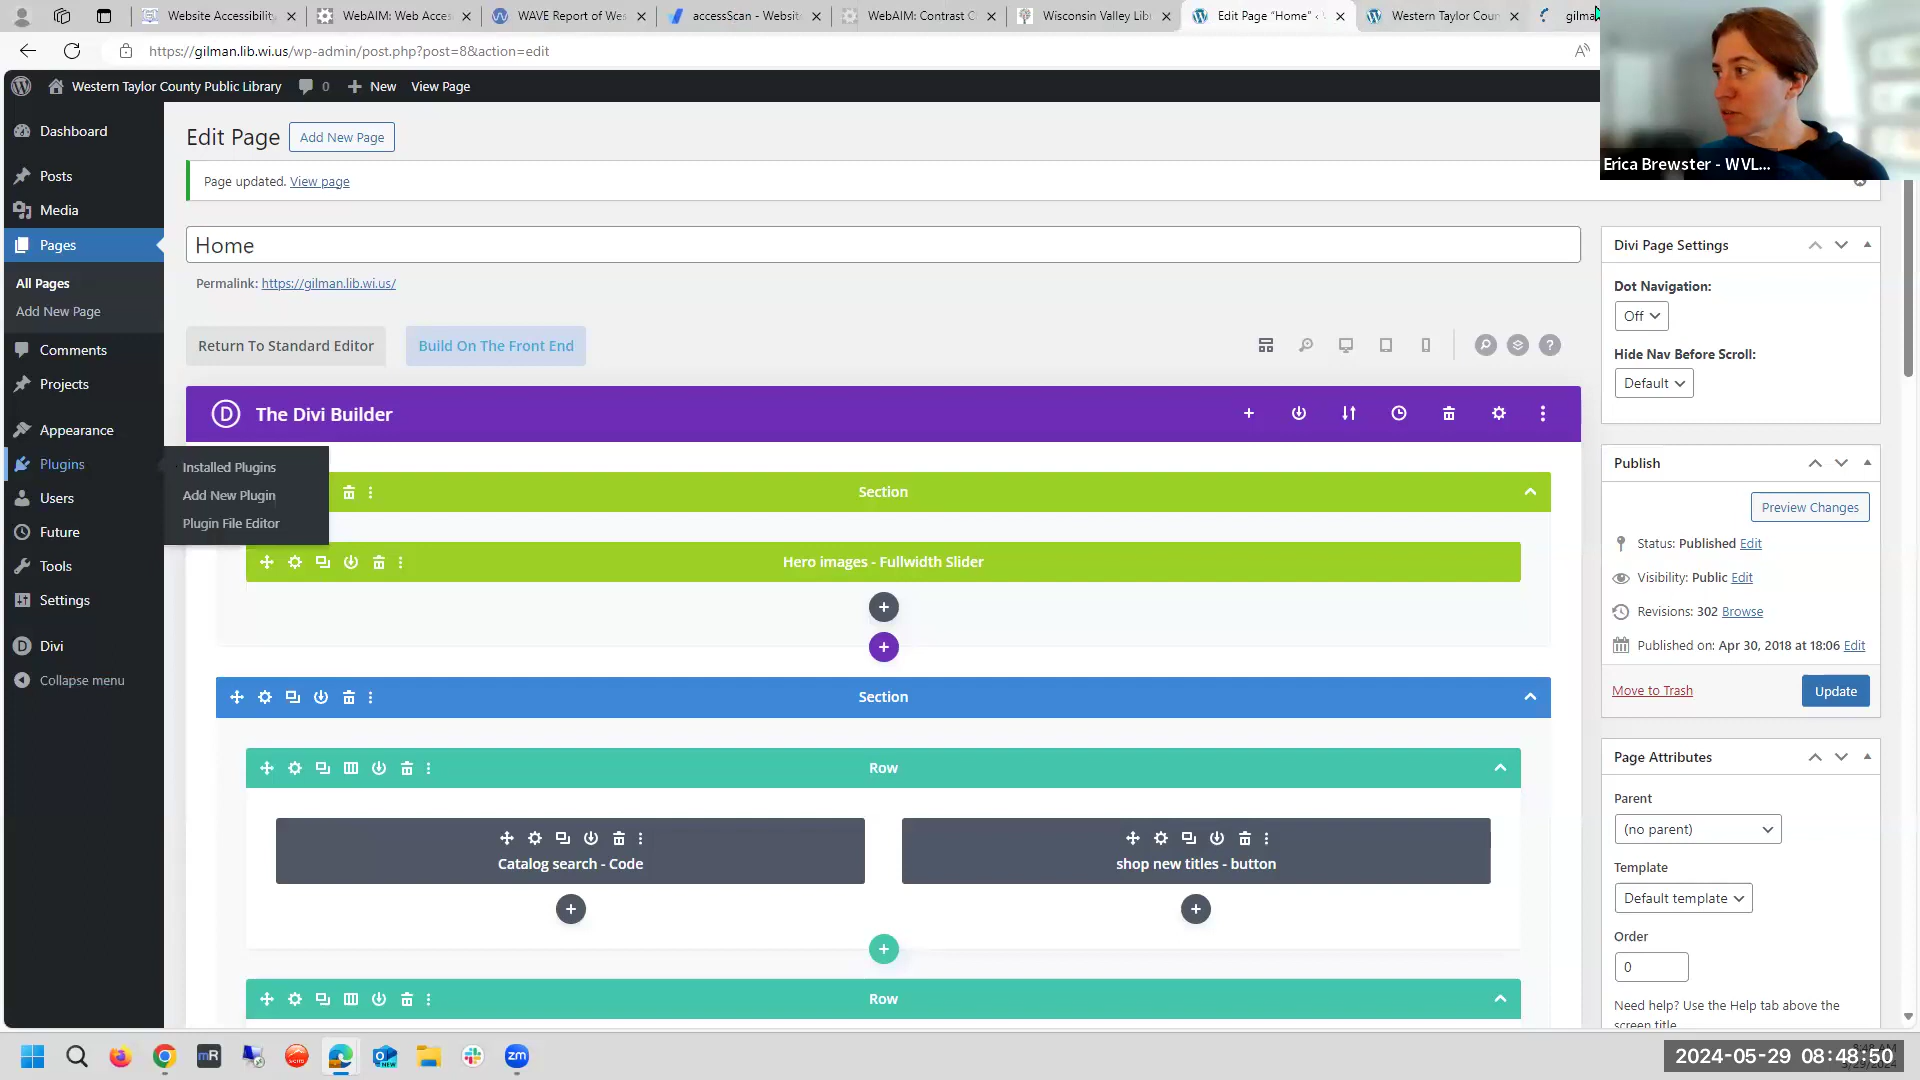 Website Accessibility
WebAIM: Web Acces
WAVE Report of Wes
accessScan - Website
WebAIM: Contrast C
Wisconsin Valley Lib
Edit Page "Home" ‹
Western Taylor Coun
gilma
https://gilman.lib.wi.us/wp-admin/post.php?post=8&action=edit
Western Taylor County Public Library
0
New
View Page
Dashboard
Posts
Media
Pages
All Pages
Add New Page
Comments
Projects
Appearance
Plugins
Users
Future
Tools
Settings
Divi
Collapse menu
Installed Plugins
Add New Plugin
Plugin File Editor
Edit Page
Add New Page
Page updated. View page
Home
Permalink: https://gilman.lib.wi.us/
Return To Standard Editor
Build On The Front End
The Divi Builder
Section
Hero images - Fullwidth Slider
Section
Row
Catalog search - Code
shop new titles - button
Row
Erica Brewster - WVL...
Divi Page Settings
Dot Navigation:
Off
Hide Nav Before Scroll:
Default
Publish
Preview Changes
Status: Published Edit
Visibility: Public Edit
Revisions: 302 Browse
Published on: Apr 30, 2018 at 18:06 Edit
Move to Trash
Update
Page Attributes
Parent
(no parent)
Template
Default template
Order
0
Need help? Use the Help tab above the
screen title
mR
zm
2024-05-29 08:48:50